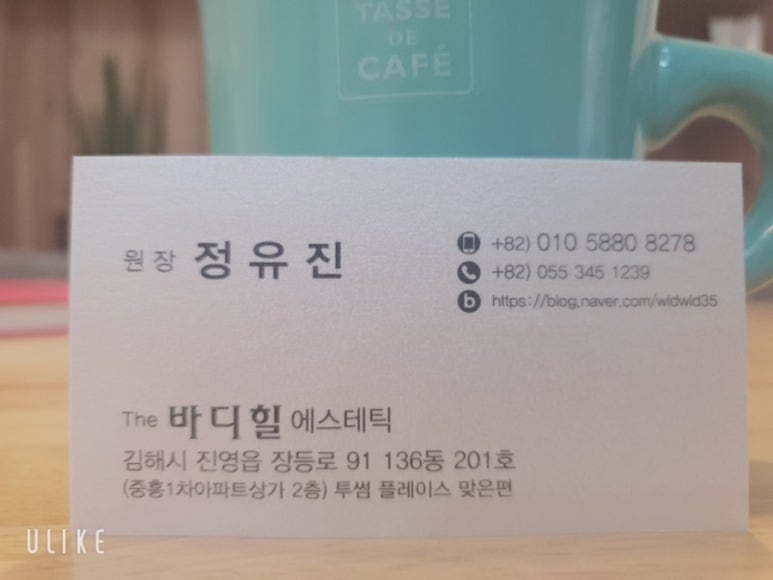 TASSE
DE
CAFÉ
원장 정유진
+82) 010 5880 8278
+82) 055 345 1239
https://blog.naver.com/wldwld35
The 바디힐 에스테틱
김해시 진영읍 장등로 91 136동 201호
(중흥1차아파트상가 2층) 투썸 플레이스 맞은편
ULIKE